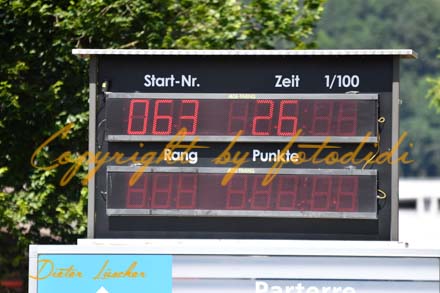 Start-Nr. Zeit 1/100
063 26
Copyright by fotodidi
Rang Punkte
Dieter Lüscher
Parterre